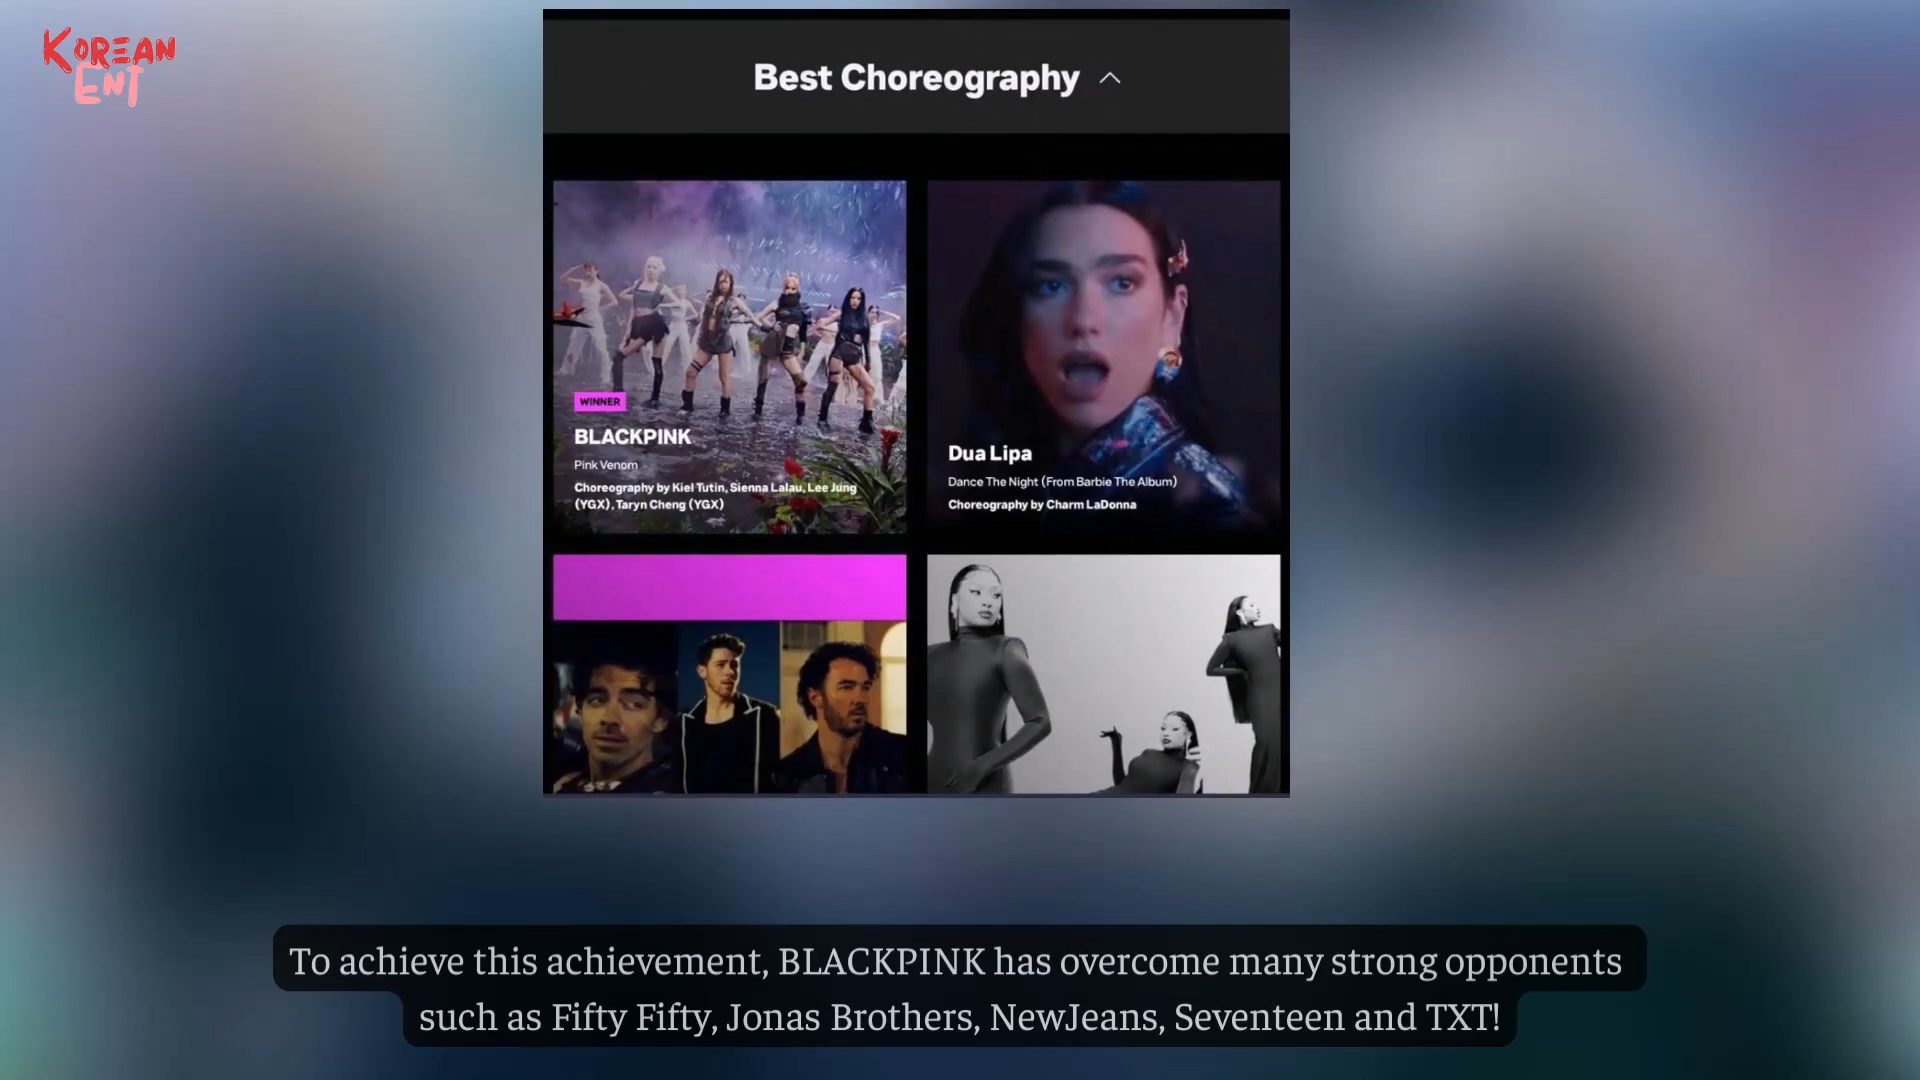 KOREAN
ENT
Best Choreography
WINNER
BLACKPINK
Pink Venom
Choreography by Kiel Tutin, Sienna Lalau, Lee Jung
(YGX), Taryn Cheng (YGX)
Dua Lipa
Dance The Night (From Barbie The Album)
Choreography by Charm LaDonna
To achieve this achievement, BLACKPINK has overcome many strong opponents
such as Fifty Fifty, Jonas Brothers, NewJeans, Seventeen and TXT!